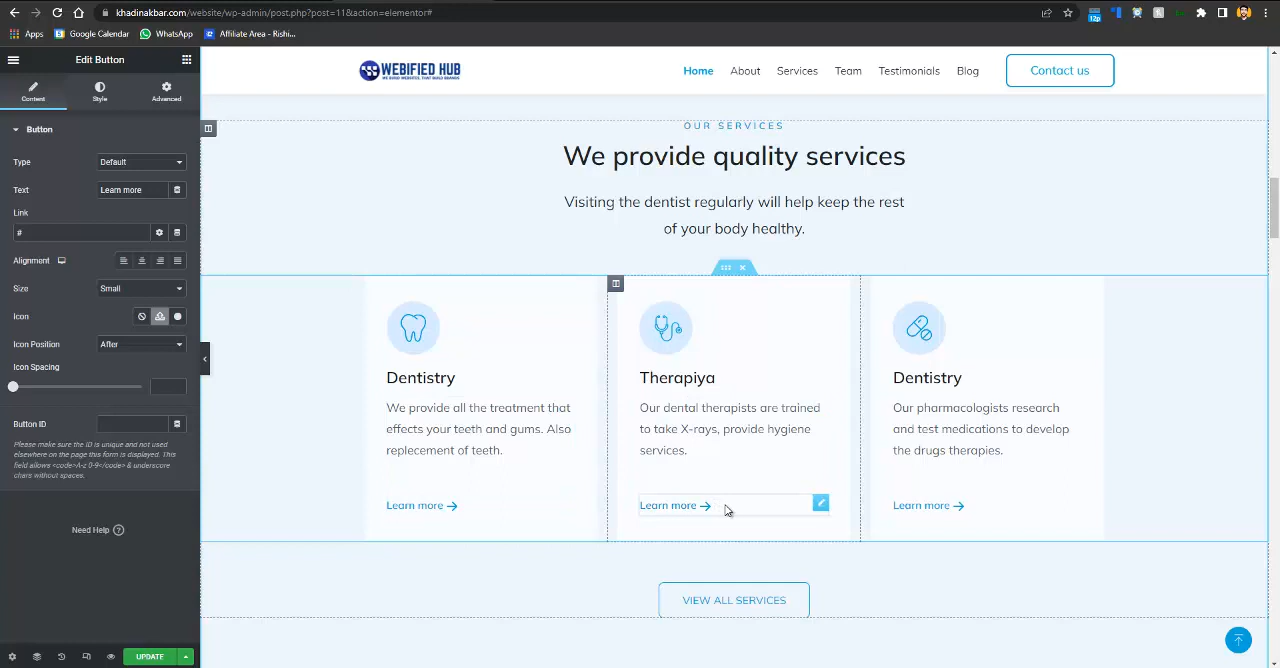 khadinakbar.com/website/wp-admin/post.php?post=11&action=elementor#
12p
Apps
Google Calendar
WhatsApp
Affiliate Area - Rishi...
Edit Button
Content
Style
Advanced
Button
Type
Default
Text
Learn more
Link
#
Alignment
Size
Small
Icon
Icon Position
After
Icon Spacing
Button ID
Please make sure the ID is unique and not used
elsewhere on the page this form is displayed. This
field allows <code>A-z 0-9</code> & underscore
chars without spaces.
Need Help ?
UPDATE
WEBIFIED HUB
WE BUILD WEBSITES, THAT BUILD BRANDS
Home
About
Services
Team
Testimonials
Blog
Contact us
OUR SERVICES
We provide quality services
Visiting the dentist regularly will help keep the rest
of your body healthy.
Dentistry
We provide all the treatment that
effects your teeth and gums. Also
replecement of teeth.
Learn more
Therapiya
Our dental therapists are trained
to take X-rays, provide hygiene
services.
Learn more
Dentistry
Our pharmacologists research
and test medications to develop
the drugs therapies.
Learn more
VIEW ALL SERVICES